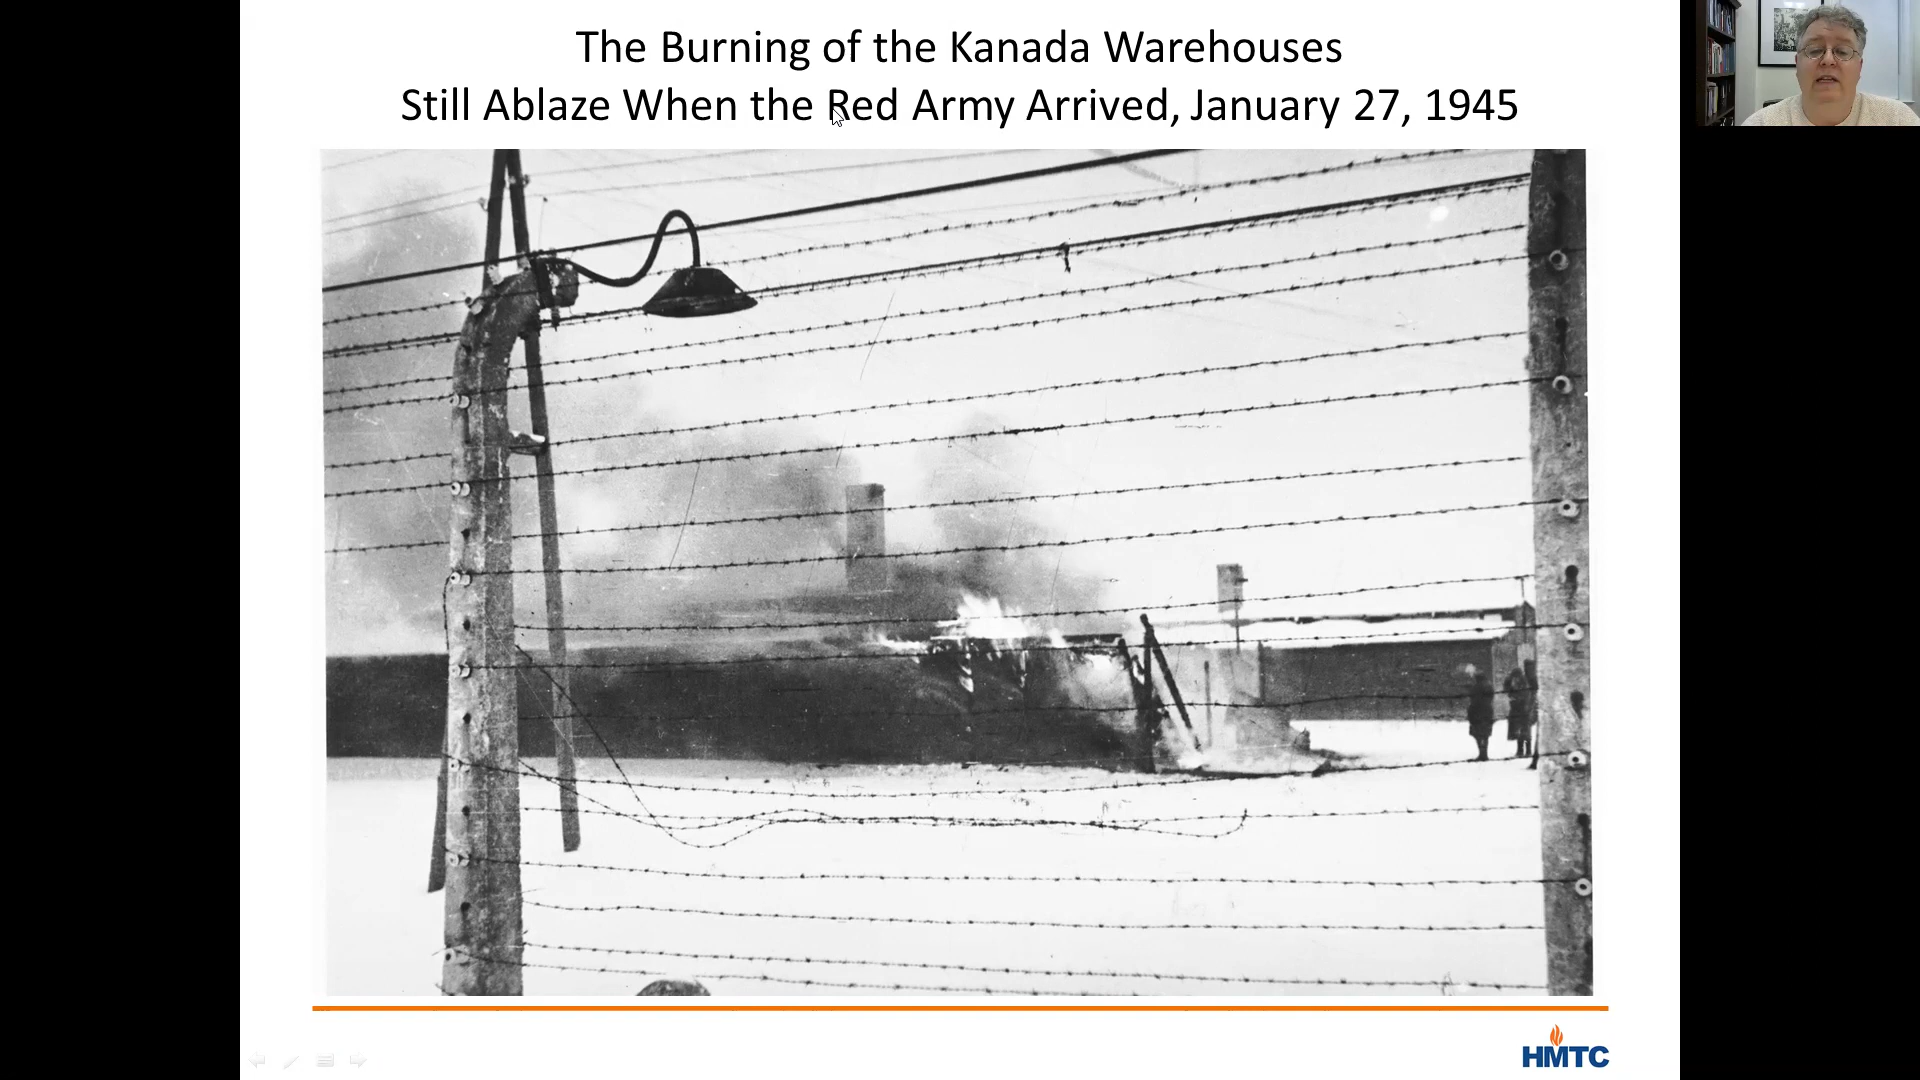 The Burning of the Kanada Warehouses
Still Ablaze When the Red Army Arrived, January 27, 1945
HMTC